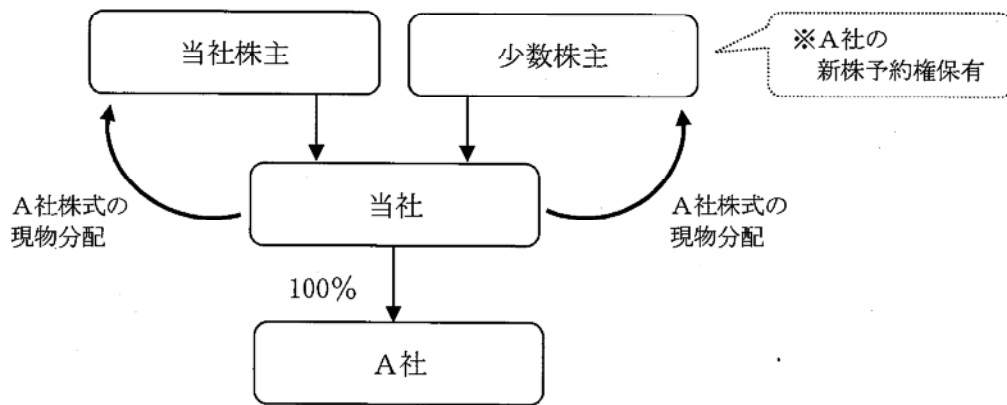 当社株主
少数株主
※A社の
新株予約権保有
当社
A社株式の
現物分配
A社株式の
現物分配
100%
A社